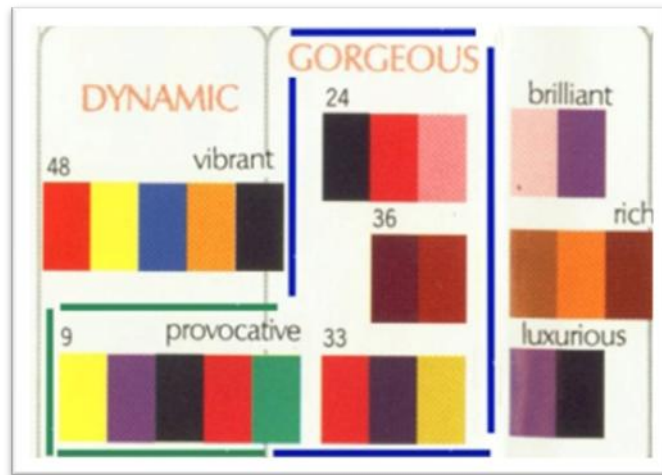 DYNAMIC
GORGEOUS
24
brilliant
48
vibrant
36
rich
9
provocative
33
luxurious